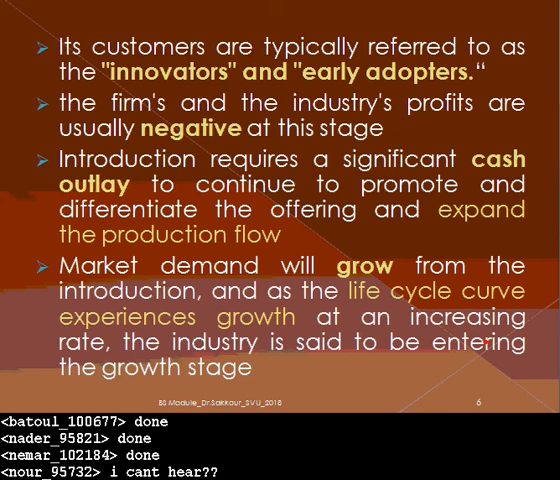 Its customers are typically referred to as
the "innovators" and "early adopters.“
the firm's and the industry's profits are
usually negative at this stage
Introduction requires a significant cash
outlay to continue to promote and
differentiate the offering and expand
the production flow
Market demand will grow from the
introduction, and as the life cycle curve
experiences growth at an increasing
rate, the industry is said to be entering
the growth stage
BS Module_Dr.Sakkour_SVU_2018
6
<batoul_100677> done
<nader_95821> done
<nemar_102184> done
<nour_95732> i cant hear??